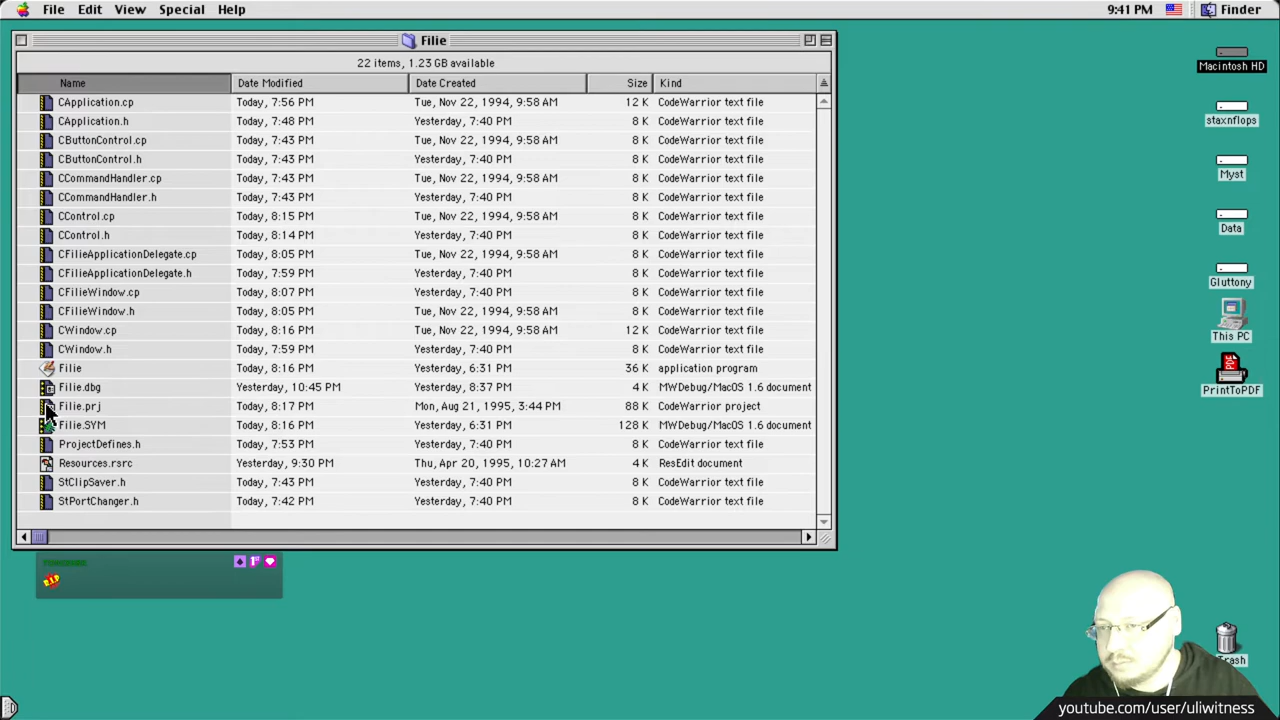 File Edit View Special Help 9:41 PM Finder
Filie
22 items, 1.23 GB available
Name Date Modified Date Created Size Kind
CApplication.cp Today, 7:56 PM Tue, Nov 22, 1994, 9:58 AM 12 K CodeWarrior text file
CApplication.h Today, 7:48 PM Yesterday, 7:40 PM 8 K CodeWarrior text file
CButtonControl.cp Today, 7:43 PM Tue, Nov 22, 1994, 9:58 AM 8 K CodeWarrior text file
CButtonControl.h Today, 7:43 PM Yesterday, 7:40 PM 8 K CodeWarrior text file
CCommandHandler.cp Today, 7:43 PM Tue, Nov 22, 1994, 9:58 AM 8 K CodeWarrior text file
CCommandHandler.h Today, 7:43 PM Yesterday, 7:40 PM 8 K CodeWarrior text file
CControl.cp Today, 8:15 PM Tue, Nov 22, 1994, 9:58 AM 8 K CodeWarrior text file
CControl.h Today, 8:14 PM Yesterday, 7:40 PM 8 K CodeWarrior text file
CFilieApplicationDelegate.cp Today, 8:05 PM Tue, Nov 22, 1994, 9:58 AM 8 K CodeWarrior text file
CFilieApplicationDelegate.h Today, 7:59 PM Yesterday, 7:40 PM 8 K CodeWarrior text file
CFilieWindow.cp Today, 8:07 PM Yesterday, 7:40 PM 8 K CodeWarrior text file
CFilieWindow.h Today, 8:05 PM Tue, Nov 22, 1994, 9:58 AM 8 K CodeWarrior text file
CWindow.cp Today, 8:16 PM Tue, Nov 22, 1994, 9:58 AM 12 K CodeWarrior text file
CWindow.h Today, 7:59 PM Yesterday, 7:40 PM 8 K CodeWarrior text file
Filie Today, 8:16 PM Yesterday, 6:31 PM 36 K application program
Filie.dbg Yesterday, 10:45 PM Yesterday, 8:37 PM 4 K MWDebug/MacOS 1.6 document
Filie.prj Today, 8:17 PM Mon, Aug 21, 1995, 3:44 PM 88 K CodeWarrior project
Filie.SYM Today, 8:16 PM Yesterday, 6:31 PM 128 K MWDebug/MacOS 1.6 document
ProjectDefines.h Today, 7:53 PM Yesterday, 7:40 PM 8 K CodeWarrior text file
Resources.rsrc Yesterday, 9:30 PM Thu, Apr 20, 1995, 10:27 AM 4 K ResEdit document
StClipSaver.h Today, 7:43 PM Yesterday, 7:40 PM 8 K CodeWarrior text file
StPortChanger.h Today, 7:42 PM Yesterday, 7:40 PM 8 K CodeWarrior text file
Macintosh HD
staxnflops
Myst
Data
Gluttony
This PC
PDF
PrintToPDF
Trash
youtube.com/user/uliwitness